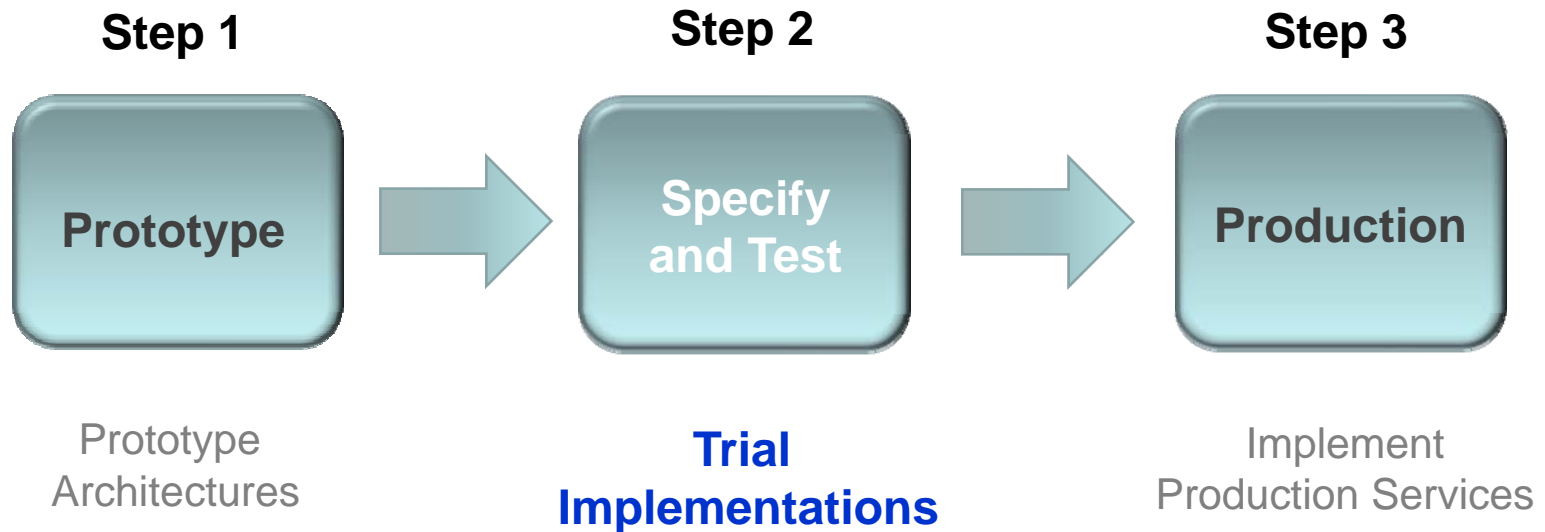 Step 1
Step 2
Step 3
Prototype
Specify
and Test
Production
Prototype
Architectures
Trial
Implementations
Implement
Production Services